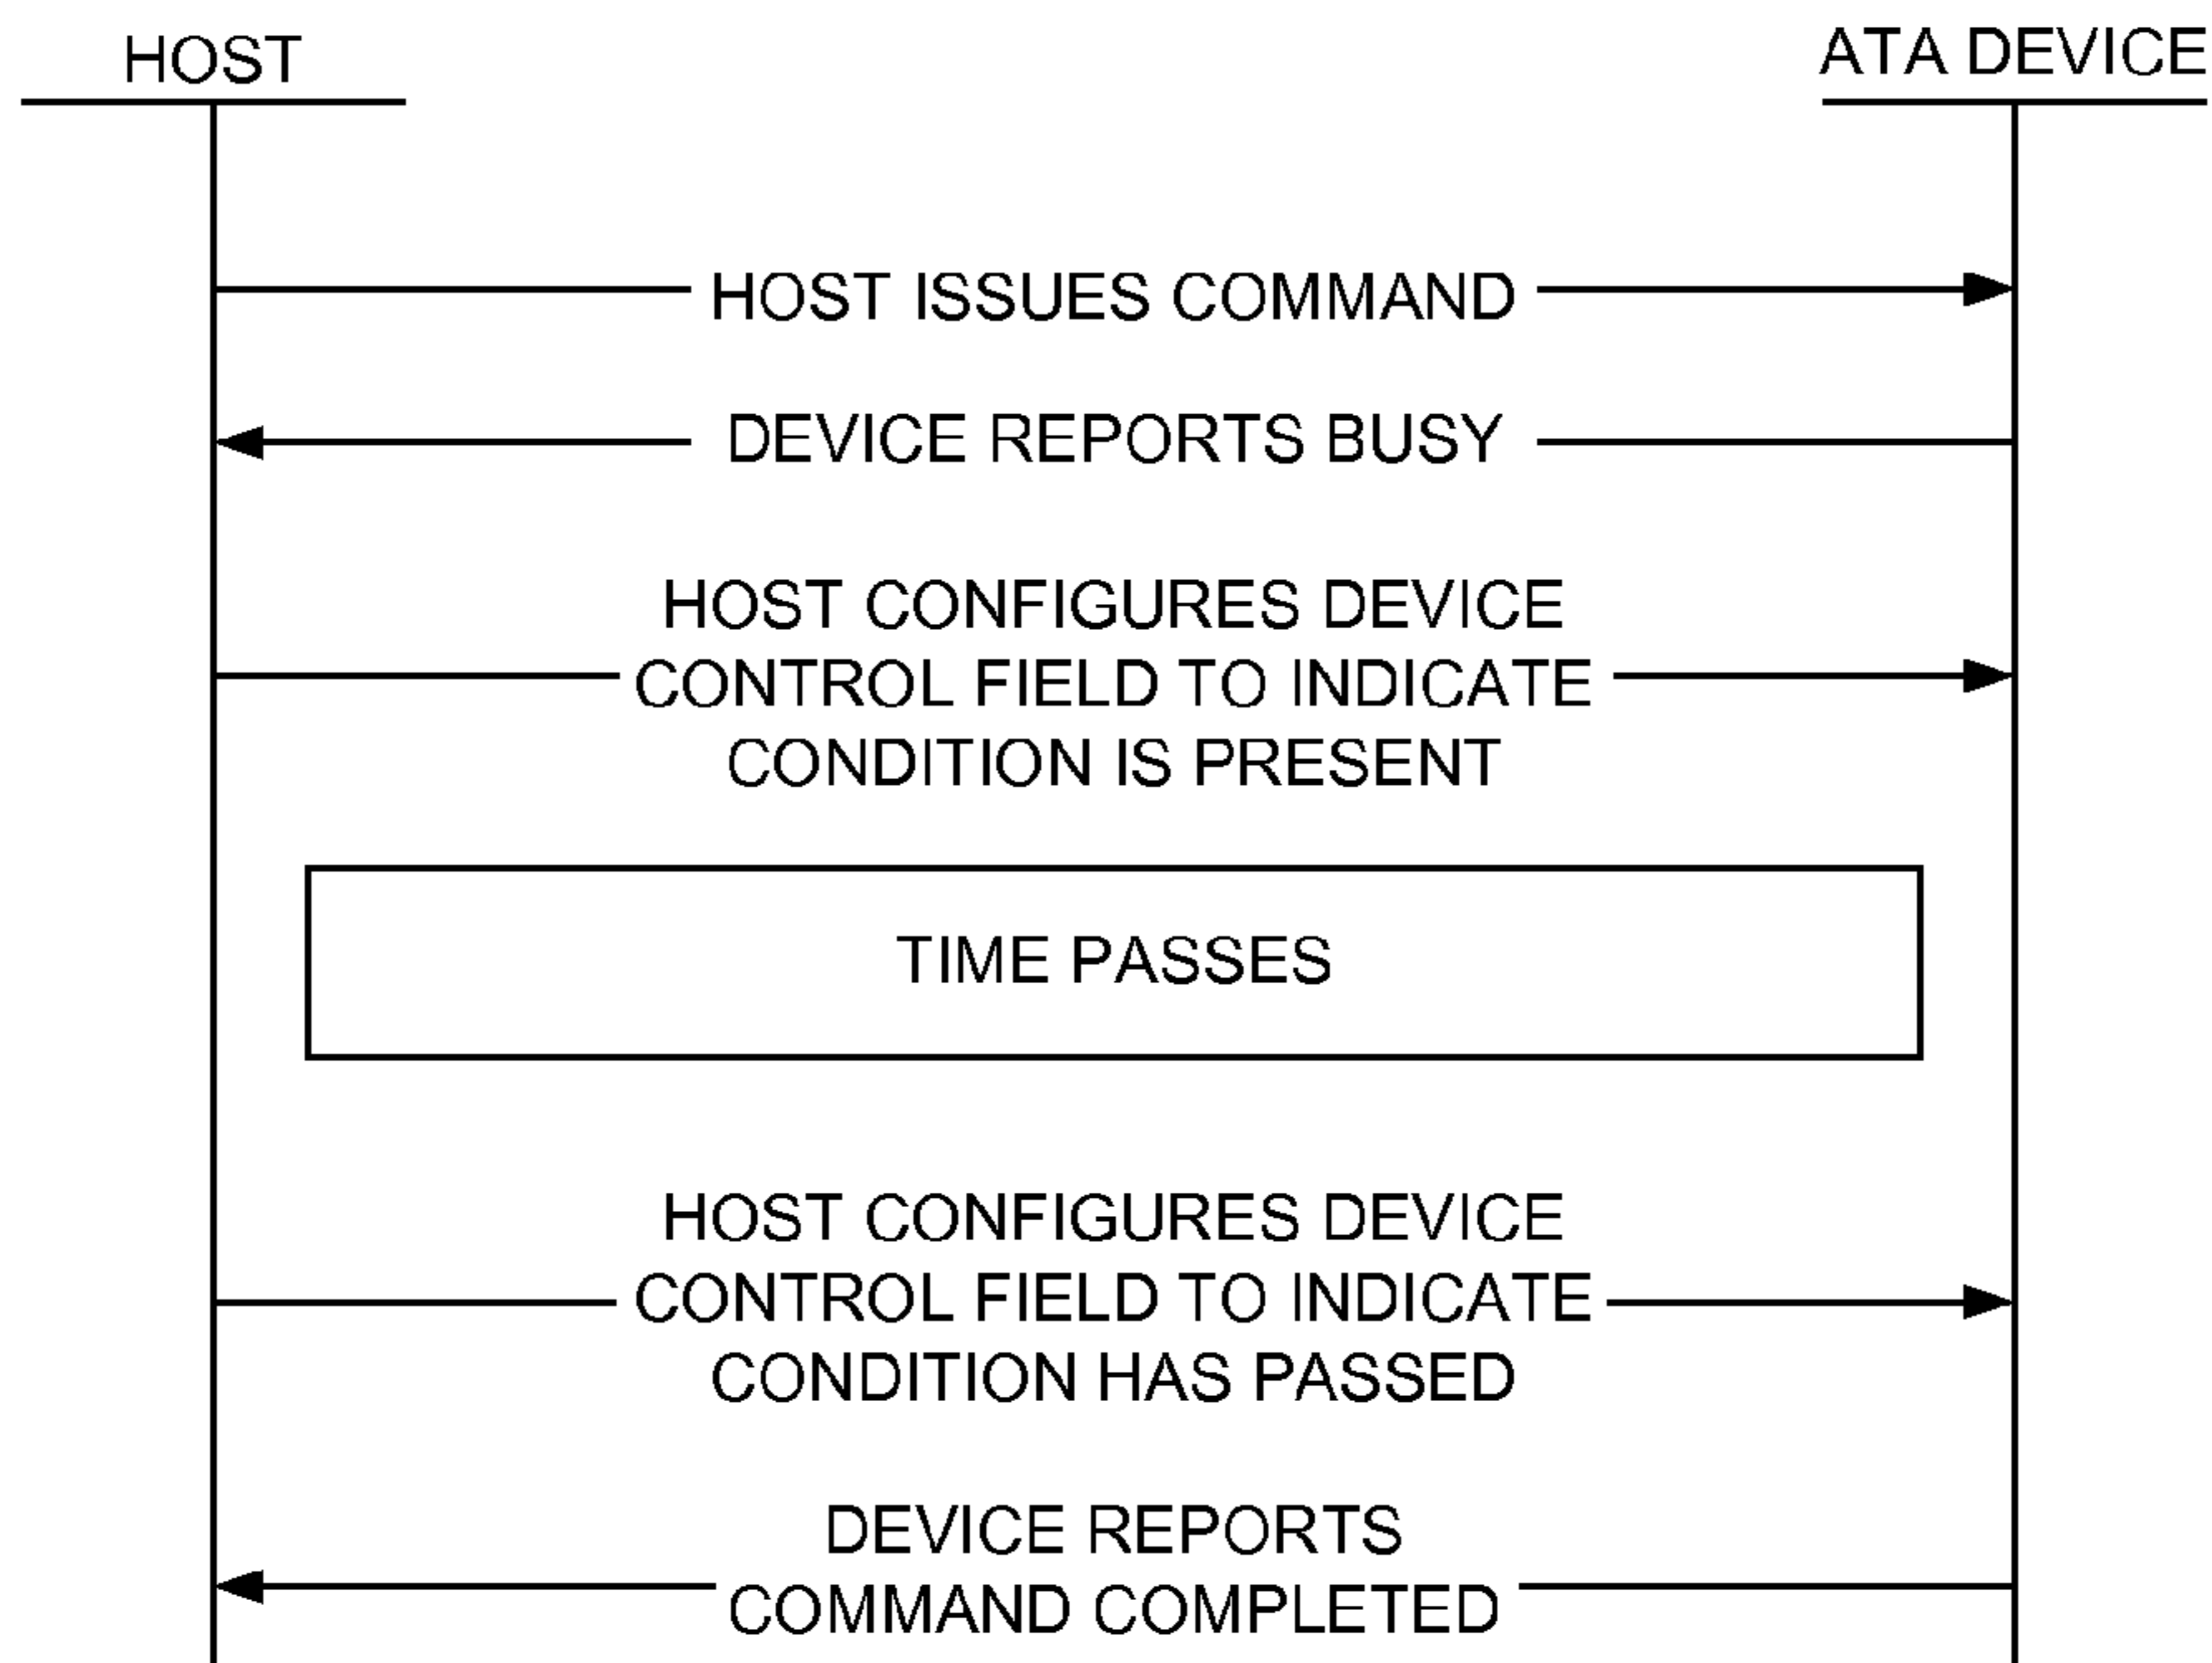 HOST
ATA DEVICE
HOST ISSUES COMMAND
DEVICE REPORTS BUSY
HOST CONFIGURES DEVICE
CONTROL FIELD TO INDICATE
CONDITION IS PRESENT
TIME PASSES
HOST CONFIGURES DEVICE
CONTROL FIELD TO INDICATE
CONDITION HAS PASSED
DEVICE REPORTS
COMMAND COMPLETED